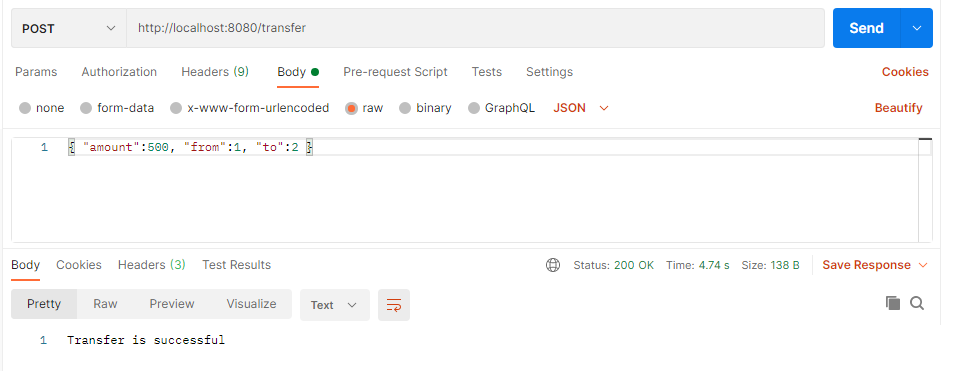 POST http://localhost:8080/transfer Send
Params Authorization Headers (9) Body Pre-request Script Tests Settings Cookies
none form-data x-www-form-urlencoded raw binary GraphQL JSON Beautify
1 { "amount":500, "from":1, "to":2 }
Body Cookies Headers (3) Test Results Status: 200 OK Time: 4.74 s Size: 138 B Save Response
Pretty Raw Preview Visualize Text
1 Transfer is successful